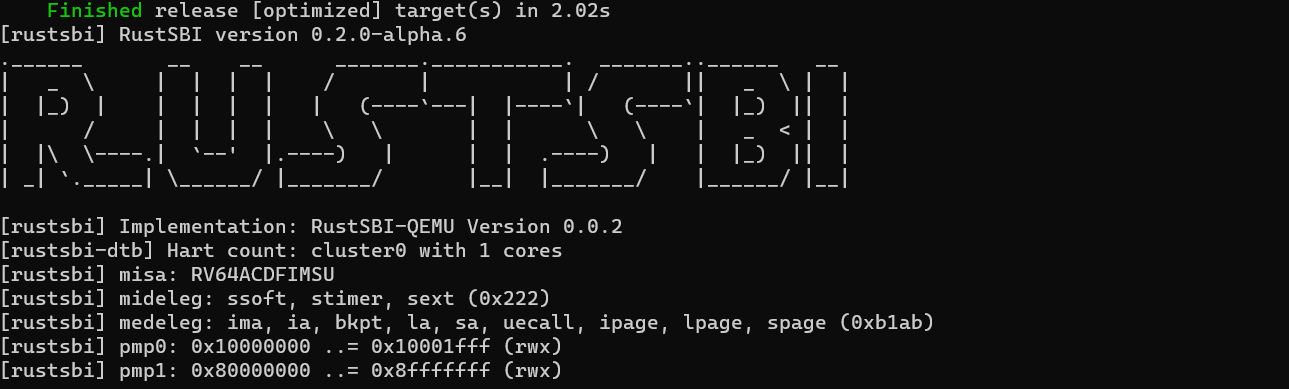 Finished release [optimized] target(s) in 2.02s
[rustsbi] RustSBI version 0.2.0-alpha.6
.______       __    __      _______.___________.  _______..______   __
|   _  \     |  |  |  |    /       |           | /       ||   _  \ |  |
|  |_)  |    |  |  |  |   |   (----`---|  |----`|   (----`|  |_)  ||  |
|      /     |  |  |  |    \   \       |  |      \   \    |   _  < |  |
|  |\  \----.|  `--'  |.----)   |      |  |  .----)   |   |  |_)  ||  |
| _| `._____| \______/ |_______/       |__|  |_______/    |______/ |__|
[rustsbi] Implementation: RustSBI-QEMU Version 0.0.2
[rustsbi-dtb] Hart count: cluster0 with 1 cores
[rustsbi] misa: RV64ACDFIMSU
[rustsbi] mideleg: ssoft, stimer, sext (0x222)
[rustsbi] medeleg: ima, ia, bkpt, la, sa, uecall, ipage, lpage, spage (0xb1ab)
[rustsbi] pmp0: 0x10000000 ..= 0x10001fff (rwx)
[rustsbi] pmp1: 0x80000000 ..= 0x8fffffff (rwx)